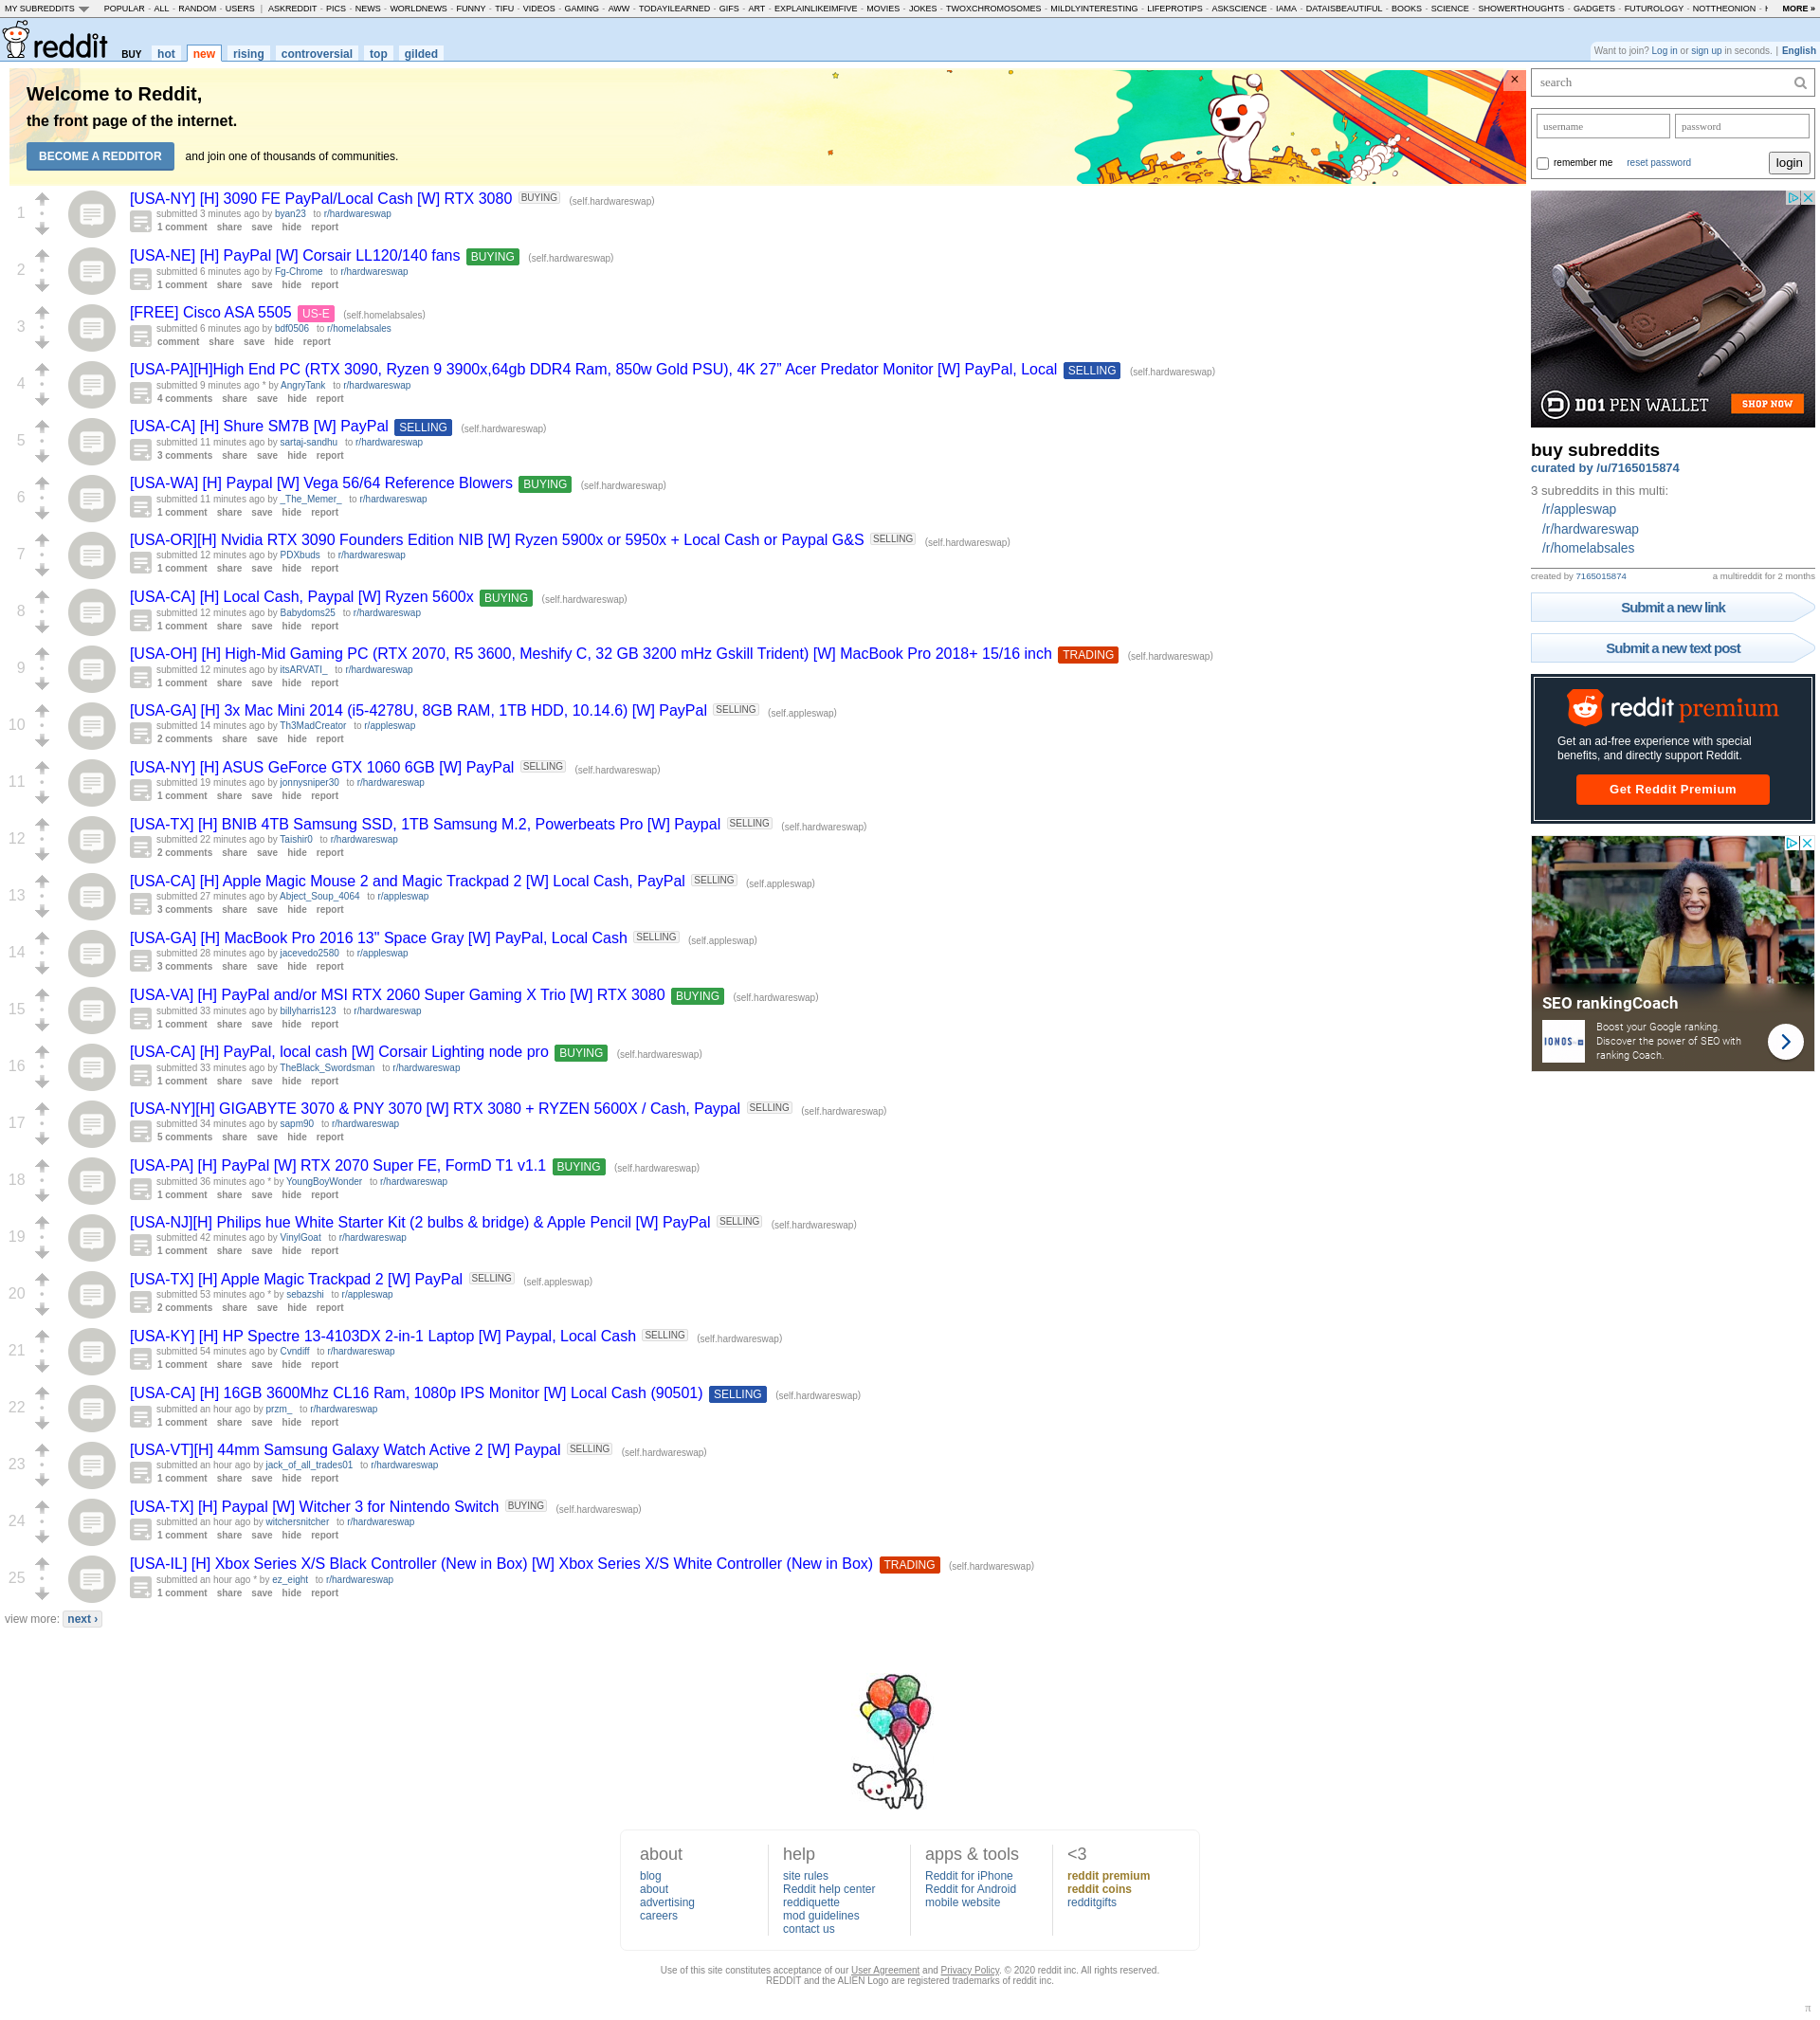 MY SUBREDDITS POPULAR - ALL - RANDOM - USERS | ASKREDDIT - PICS - NEWS - WORLDNEWS - FUNNY - TIFU - VIDEOS - GAMING - AWW - TODAYILEARNED - GIFS - ART - EXPLAINLIKEIMFIVE - MOVIES - JOKES - TWOXCHROMOSOMES - MILDLYINTERESTING - LIFEPROTIPS - ASKSCIENCE - IAMA - DATAISBEAUTIFUL - BOOKS - SCIENCE - SHOWERTHOUGHTS - GADGETS - FUTUROLOGY - NOTTHEONION - MORE »
reddit BUY hot new rising controversial top gilded
Want to join? Log in or sign up in seconds. | English
Welcome to Reddit,
the front page of the internet.
BECOME A REDDITOR and join one of thousands of communities.
×
1
[USA-NY] [H] 3090 FE PayPal/Local Cash [W] RTX 3080 BUYING (self.hardwareswap)
submitted 3 minutes ago by byan23 to r/hardwareswap
1 comment share save hide report
2
[USA-NE] [H] PayPal [W] Corsair LL120/140 fans BUYING (self.hardwareswap)
submitted 6 minutes ago by Fg-Chrome to r/hardwareswap
1 comment share save hide report
3
[FREE] Cisco ASA 5505 US-E (self.homelabsales)
submitted 6 minutes ago by bdf0506 to r/homelabsales
comment share save hide report
4
[USA-PA][H]High End PC (RTX 3090, Ryzen 9 3900x,64gb DDR4 Ram, 850w Gold PSU), 4K 27” Acer Predator Monitor [W] PayPal, Local SELLING (self.hardwareswap)
submitted 9 minutes ago * by AngryTank to r/hardwareswap
4 comments share save hide report
5
[USA-CA] [H] Shure SM7B [W] PayPal SELLING (self.hardwareswap)
submitted 11 minutes ago by sartaj-sandhu to r/hardwareswap
3 comments share save hide report
6
[USA-WA] [H] Paypal [W] Vega 56/64 Reference Blowers BUYING (self.hardwareswap)
submitted 11 minutes ago by _The_Memer_ to r/hardwareswap
1 comment share save hide report
7
[USA-OR][H] Nvidia RTX 3090 Founders Edition NIB [W] Ryzen 5900x or 5950x + Local Cash or Paypal G&S SELLING (self.hardwareswap)
submitted 12 minutes ago by PDXbuds to r/hardwareswap
1 comment share save hide report
8
[USA-CA] [H] Local Cash, Paypal [W] Ryzen 5600x BUYING (self.hardwareswap)
submitted 12 minutes ago by Babydoms25 to r/hardwareswap
1 comment share save hide report
9
[USA-OH] [H] High-Mid Gaming PC (RTX 2070, R5 3600, Meshify C, 32 GB 3200 mHz Gskill Trident) [W] MacBook Pro 2018+ 15/16 inch TRADING (self.hardwareswap)
submitted 12 minutes ago by itsARVATI_ to r/hardwareswap
1 comment share save hide report
10
[USA-GA] [H] 3x Mac Mini 2014 (i5-4278U, 8GB RAM, 1TB HDD, 10.14.6) [W] PayPal SELLING (self.appleswap)
submitted 14 minutes ago by Th3MadCreator to r/appleswap
2 comments share save hide report
11
[USA-NY] [H] ASUS GeForce GTX 1060 6GB [W] PayPal SELLING (self.hardwareswap)
submitted 19 minutes ago by jonnysniper30 to r/hardwareswap
1 comment share save hide report
12
[USA-TX] [H] BNIB 4TB Samsung SSD, 1TB Samsung M.2, Powerbeats Pro [W] Paypal SELLING (self.hardwareswap)
submitted 22 minutes ago by Taishir0 to r/hardwareswap
2 comments share save hide report
13
[USA-CA] [H] Apple Magic Mouse 2 and Magic Trackpad 2 [W] Local Cash, PayPal SELLING (self.appleswap)
submitted 27 minutes ago by Abject_Soup_4064 to r/appleswap
3 comments share save hide report
14
[USA-GA] [H] MacBook Pro 2016 13" Space Gray [W] PayPal, Local Cash SELLING (self.appleswap)
submitted 28 minutes ago by jacevedo2580 to r/appleswap
3 comments share save hide report
15
[USA-VA] [H] PayPal and/or MSI RTX 2060 Super Gaming X Trio [W] RTX 3080 BUYING (self.hardwareswap)
submitted 33 minutes ago by billyharris123 to r/hardwareswap
1 comment share save hide report
16
[USA-CA] [H] PayPal, local cash [W] Corsair Lighting node pro BUYING (self.hardwareswap)
submitted 33 minutes ago by TheBlack_Swordsman to r/hardwareswap
1 comment share save hide report
17
[USA-NY][H] GIGABYTE 3070 & PNY 3070 [W] RTX 3080 + RYZEN 5600X / Cash, Paypal SELLING (self.hardwareswap)
submitted 34 minutes ago by sapm90 to r/hardwareswap
5 comments share save hide report
18
[USA-PA] [H] PayPal [W] RTX 2070 Super FE, FormD T1 v1.1 BUYING (self.hardwareswap)
submitted 36 minutes ago * by YoungBoyWonder to r/hardwareswap
1 comment share save hide report
19
[USA-NJ][H] Philips hue White Starter Kit (2 bulbs & bridge) & Apple Pencil [W] PayPal SELLING (self.hardwareswap)
submitted 42 minutes ago by VinylGoat to r/hardwareswap
1 comment share save hide report
20
[USA-TX] [H] Apple Magic Trackpad 2 [W] PayPal SELLING (self.appleswap)
submitted 53 minutes ago * by sebazshi to r/appleswap
2 comments share save hide report
21
[USA-KY] [H] HP Spectre 13-4103DX 2-in-1 Laptop [W] Paypal, Local Cash SELLING (self.hardwareswap)
submitted 54 minutes ago by Cvndiff to r/hardwareswap
1 comment share save hide report
22
[USA-CA] [H] 16GB 3600Mhz CL16 Ram, 1080p IPS Monitor [W] Local Cash (90501) SELLING (self.hardwareswap)
submitted an hour ago by przm_ to r/hardwareswap
1 comment share save hide report
23
[USA-VT][H] 44mm Samsung Galaxy Watch Active 2 [W] Paypal SELLING (self.hardwareswap)
submitted an hour ago by jack_of_all_trades01 to r/hardwareswap
1 comment share save hide report
24
[USA-TX] [H] Paypal [W] Witcher 3 for Nintendo Switch BUYING (self.hardwareswap)
submitted an hour ago by witchersnitcher to r/hardwareswap
1 comment share save hide report
25
[USA-IL] [H] Xbox Series X/S Black Controller (New in Box) [W] Xbox Series X/S White Controller (New in Box) TRADING (self.hardwareswap)
submitted an hour ago * by ez_eight to r/hardwareswap
1 comment share save hide report
view more: next ›
search
username password
remember me reset password login
D01 PEN WALLET SHOP NOW
buy subreddits
curated by /u/7165015874
3 subreddits in this multi:
/r/appleswap
/r/hardwareswap
/r/homelabsales
created by 7165015874 a multireddit for 2 months
Submit a new link
Submit a new text post
reddit premium
Get an ad-free experience with special
benefits, and directly support Reddit.
Get Reddit Premium
SEO rankingCoach
IONOS
Boost your Google ranking.
Discover the power of SEO with
ranking Coach.
about
blog
about
advertising
careers
help
site rules
Reddit help center
reddiquette
mod guidelines
contact us
apps & tools
Reddit for iPhone
Reddit for Android
mobile website
<3
reddit premium
reddit coins
redditgifts
Use of this site constitutes acceptance of our User Agreement and Privacy Policy. © 2020 reddit inc. All rights reserved.
REDDIT and the ALIEN Logo are registered trademarks of reddit inc.
π